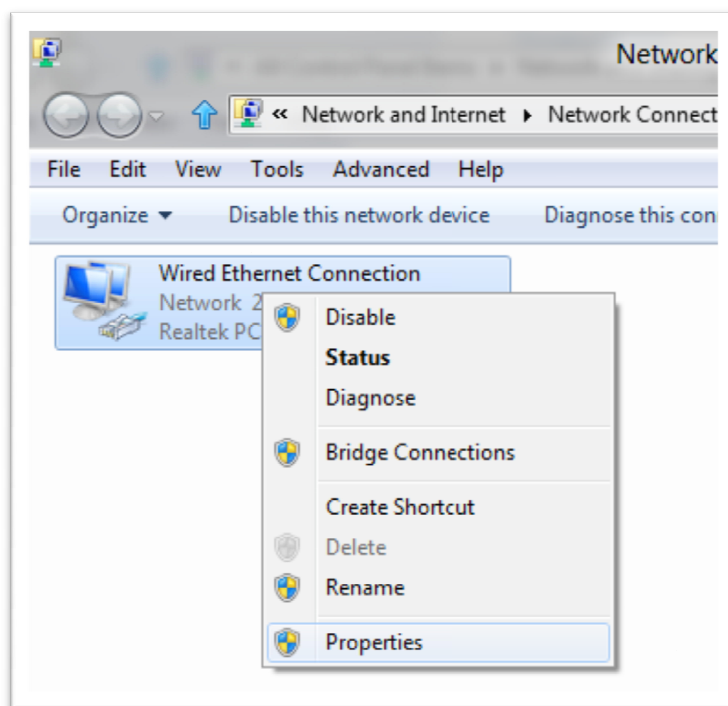 Network
« Network and Internet ▸ Network Connect
File Edit View Tools Advanced Help
Organize ▾ Disable this network device Diagnose this con
Wired Ethernet Connection
Network 2
Realtek PC
Disable
Status
Diagnose
Bridge Connections
Create Shortcut
Delete
Rename
Properties